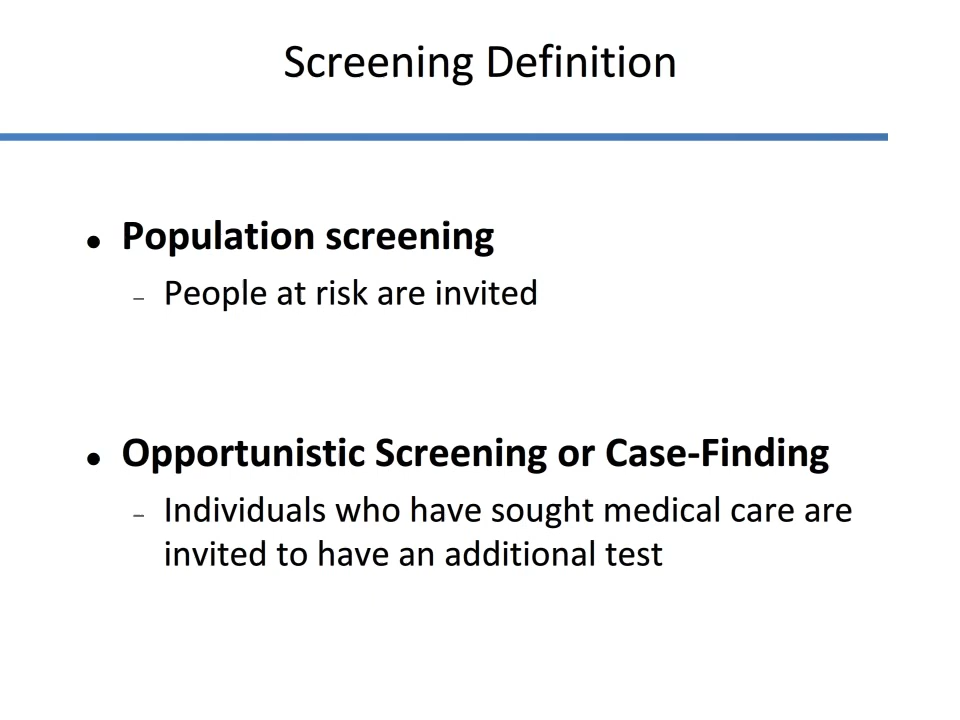 Screening Definition
● Population screening
– People at risk are invited
● Opportunistic Screening or Case-Finding
– Individuals who have sought medical care are
invited to have an additional test